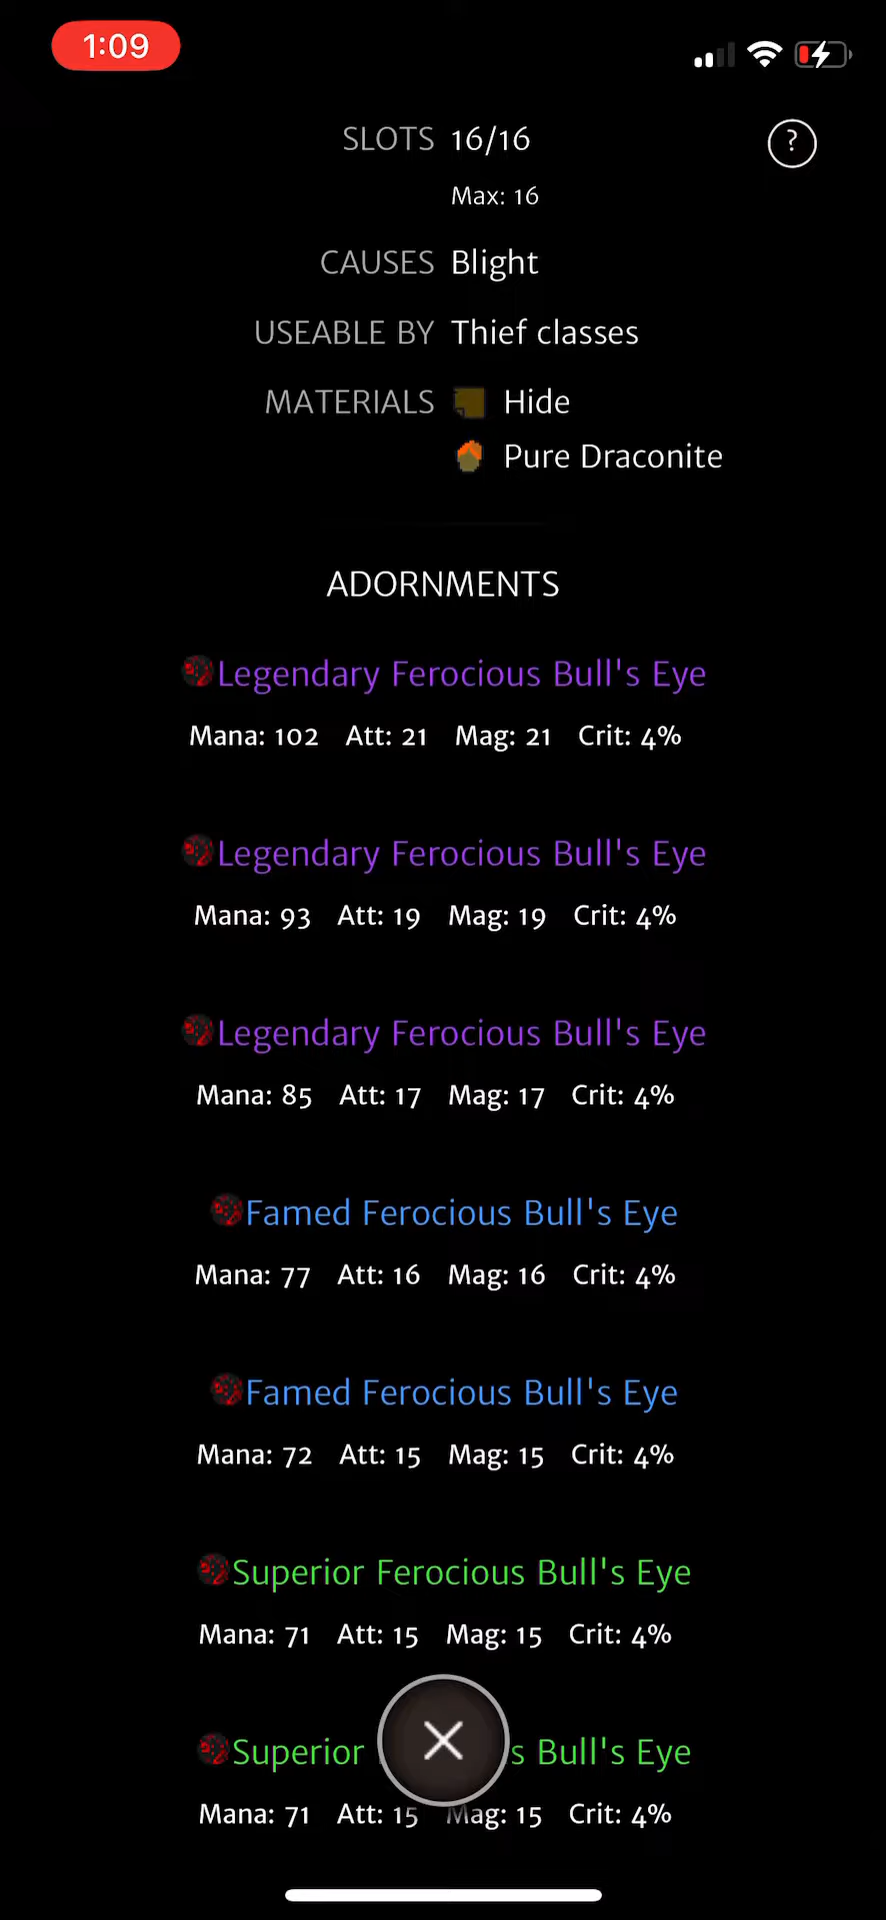 1:09
SLOTS 16/16
?
Max: 16
CAUSES Blight
USEABLE BY Thief classes
MATERIALS Hide
Pure Draconite
ADORNMENTS
Legendary Ferocious Bull's Eye
Mana: 102 Att: 21 Mag: 21 Crit: 4%
Legendary Ferocious Bull's Eye
Mana: 93 Att: 19 Mag: 19 Crit: 4%
Legendary Ferocious Bull's Eye
Mana: 85 Att: 17 Mag: 17 Crit: 4%
Famed Ferocious Bull's Eye
Mana: 77 Att: 16 Mag: 16 Crit: 4%
Famed Ferocious Bull's Eye
Mana: 72 Att: 15 Mag: 15 Crit: 4%
Superior Ferocious Bull's Eye
Mana: 71 Att: 15 Mag: 15 Crit: 4%
Superior Bull's Eye
Mana: 71 Att: 15 Mag: 15 Crit: 4%